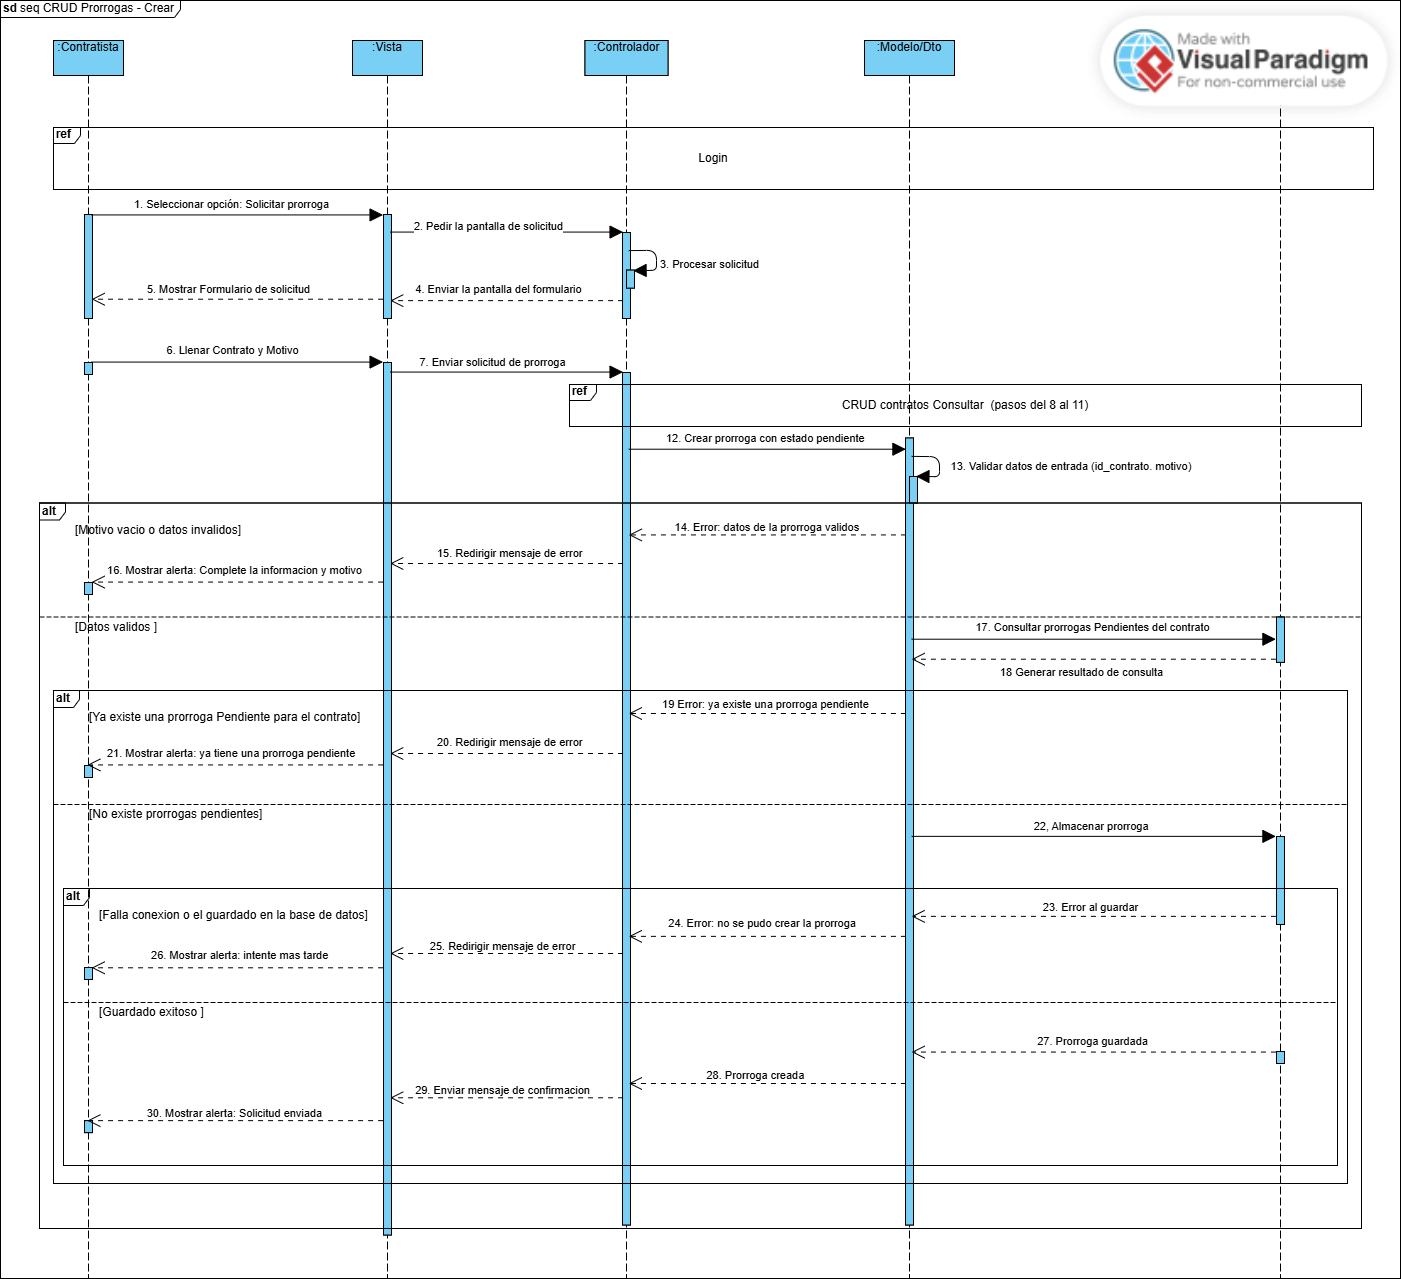 sd seq CRUD Prorrogas - Crear
:Contratista
:Vista
:Controlador
:Modelo/Dto
Made with
Visual Paradigm
For non-commercial use
ref
Login
1. Seleccionar opción: Solicitar prorroga
2. Pedir la pantalla de solicitud
3. Procesar solicitud
5. Mostrar Formulario de solicitud
4. Enviar la pantalla del formulario
6. Llenar Contrato y Motivo
7. Enviar solicitud de prorroga
ref
CRUD contratos Consultar (pasos del 8 al 11)
12. Crear prorroga con estado pendiente
13. Validar datos de entrada (id_contrato. motivo)
alt
[Motivo vacio o datos invalidos]
14. Error: datos de la prorroga validos
15. Redirigir mensaje de error
16. Mostrar alerta: Complete la informacion y motivo
[Datos validos ]
17. Consultar prorrogas Pendientes del contrato
18 Generar resultado de consulta
alt
[Ya existe una prorroga Pendiente para el contrato]
19 Error: ya existe una prorroga pendiente
20. Redirigir mensaje de error
21. Mostrar alerta: ya tiene una prorroga pendiente
[No existe prorrogas pendientes]
22, Almacenar prorroga
alt
[Falla conexion o el guardado en la base de datos]
23. Error al guardar
24. Error: no se pudo crear la prorroga
25. Redirigir mensaje de error
26. Mostrar alerta: intente mas tarde
[Guardado exitoso ]
27. Prorroga guardada
28. Prorroga creada
29. Enviar mensaje de confirmacion
30. Mostrar alerta: Solicitud enviada